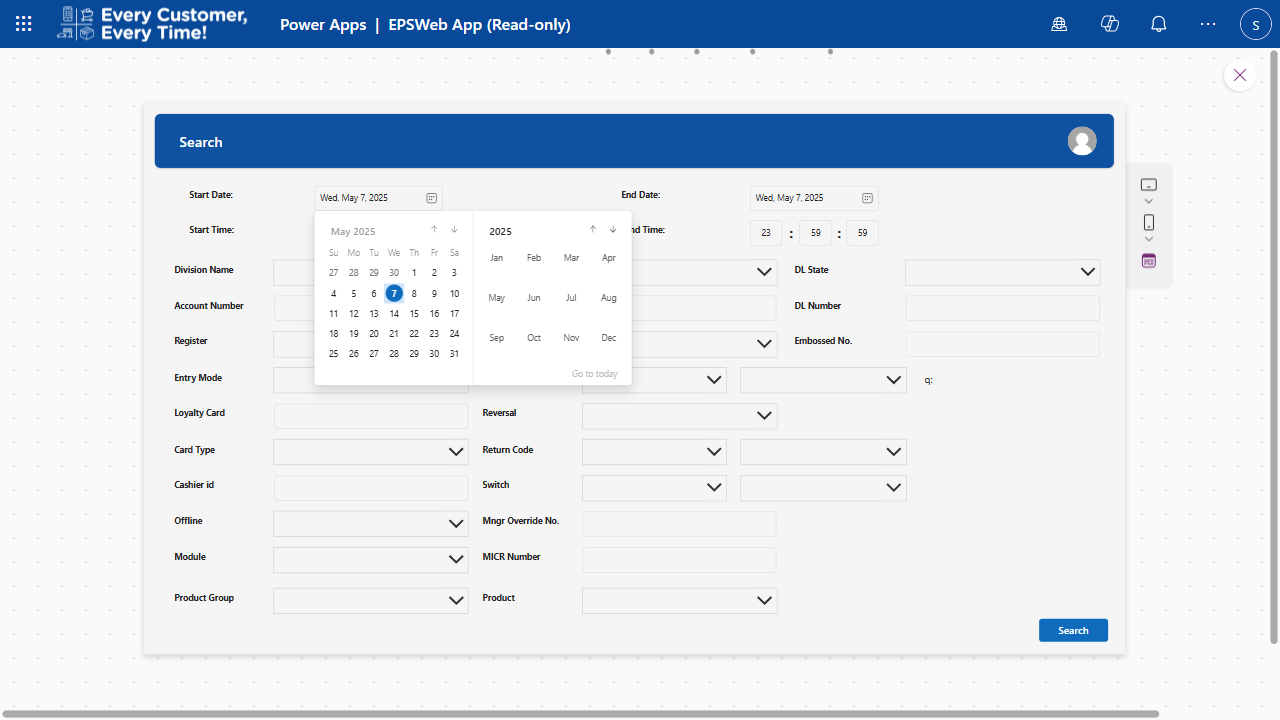 Every Customer,
Every Time!
Power Apps | EPSWeb App (Read-only)
S
Search
Start Date:
Wed, May 7, 2025
End Date:
Wed, May 7, 2025
Start Time:
nd Time:
23 : 59 : 59
May 2025
Su Mo Tu We Th Fr Sa
27 28 29 30 1 2 3
4 5 6 7 8 9 10
11 12 13 14 15 16 17
18 19 20 21 22 23 24
25 26 27 28 29 30 31
2025
Jan Feb Mar Apr
May Jun Jul Aug
Sep Oct Nov Dec
Go to today
Division Name
DL State
Account Number
DL Number
Register
Embossed No.
Entry Mode
q:
Loyalty Card
Reversal
Card Type
Return Code
Cashier id
Switch
Offline
Mngr Override No.
Module
MICR Number
Product Group
Product
Search